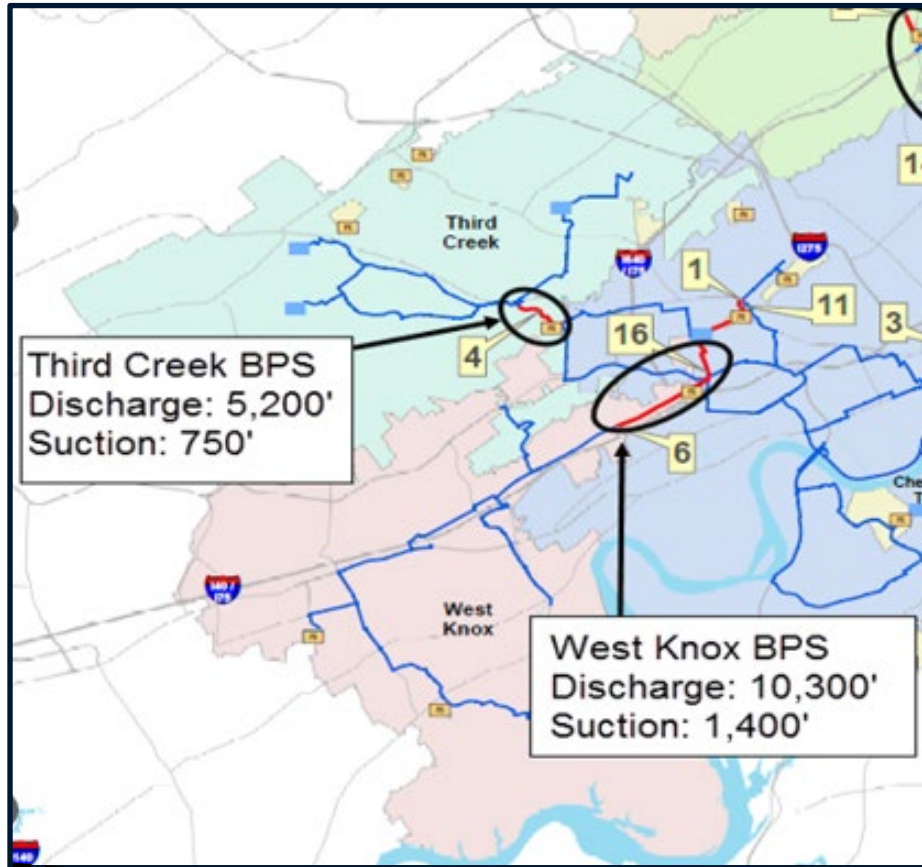 Third
Creek
1
11
3
16
4
6
I275
Third Creek BPS
Discharge: 5,200'
Suction: 750'
West
Knox
West Knox BPS
Discharge: 10,300'
Suction: 1,400'